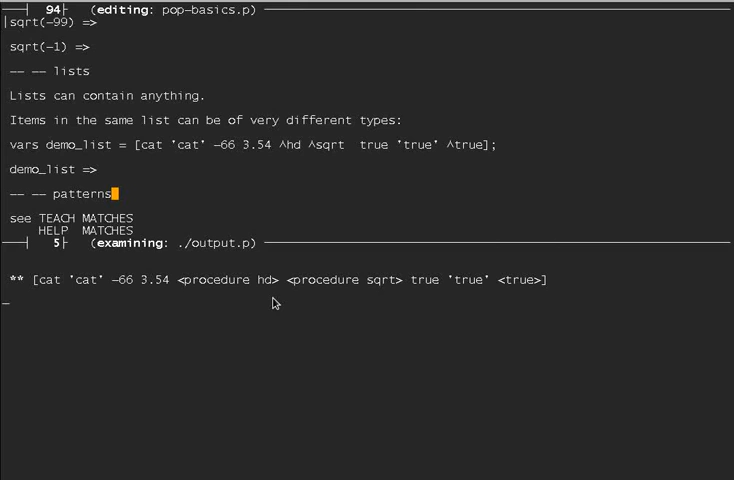 94 (editing: pop-basics.p)
sqrt(-99) =>
sqrt(-1) =>
-- -- lists
Lists can contain anything.
Items in the same list can be of very different types:
vars demo_list = [cat 'cat' -66 3.54 ^hd ^sqrt  true 'true' ^true];
demo_list =>
-- -- patterns
see TEACH MATCHES
HELP MATCHES
5 (examining: ./output.p)
** [cat 'cat' -66 3.54 <procedure hd> <procedure sqrt> true 'true' <true>]